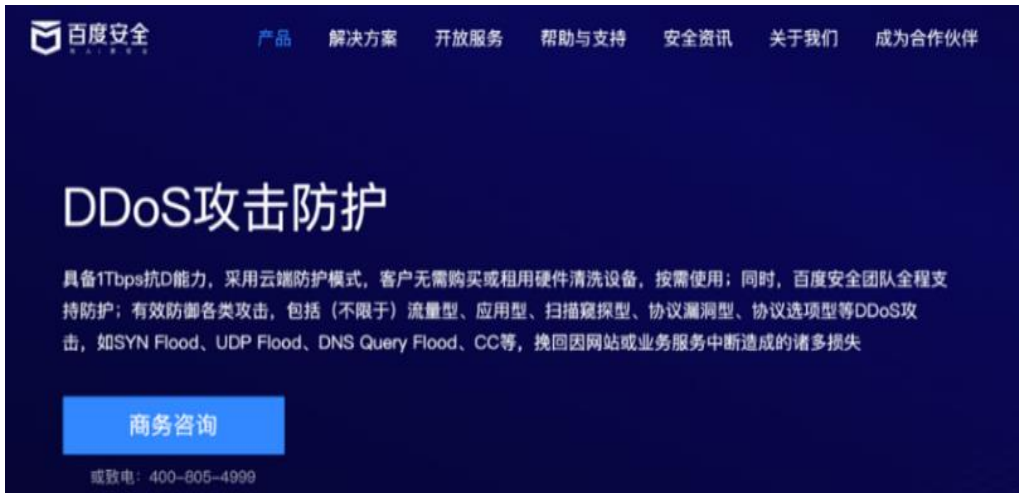 百度安全
产品 解决方案 开放服务 帮助与支持 安全资讯 关于我们 成为合作伙伴
DDoS攻击防护
具备1Tbps抗D能力，采用云端防护模式，客户无需购买或租用硬件清洗设备，按需使用；同时，百度安全团队全程支
持防护；有效防御各类攻击，包括（不限于）流量型、应用型、扫描窥探型、协议漏洞型、协议选项型等DDoS攻
击，如SYN Flood、UDP Flood、DNS Query Flood、CC等，挽回因网站或业务服务中断造成的诸多损失
商务咨询
或致电：400-805-4999